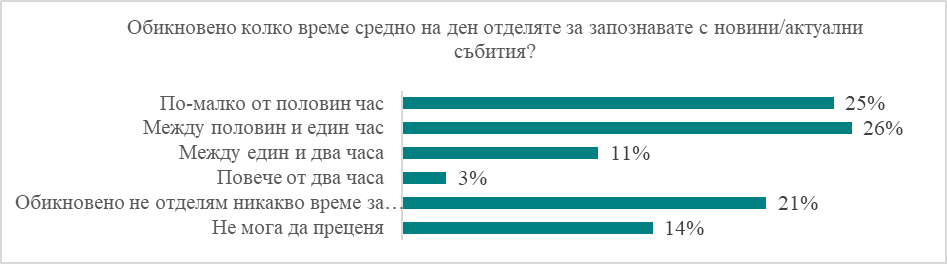 Обикновено колко време средно на ден отделяте за запознавате с новини/актуални
събития?
По-малко от половин час 25%
Между половин и един час 26%
Между един и два часа 11%
Повече от два часа 3%
Обикновено не отделям никакво време за… 21%
Не мога да преценя 14%